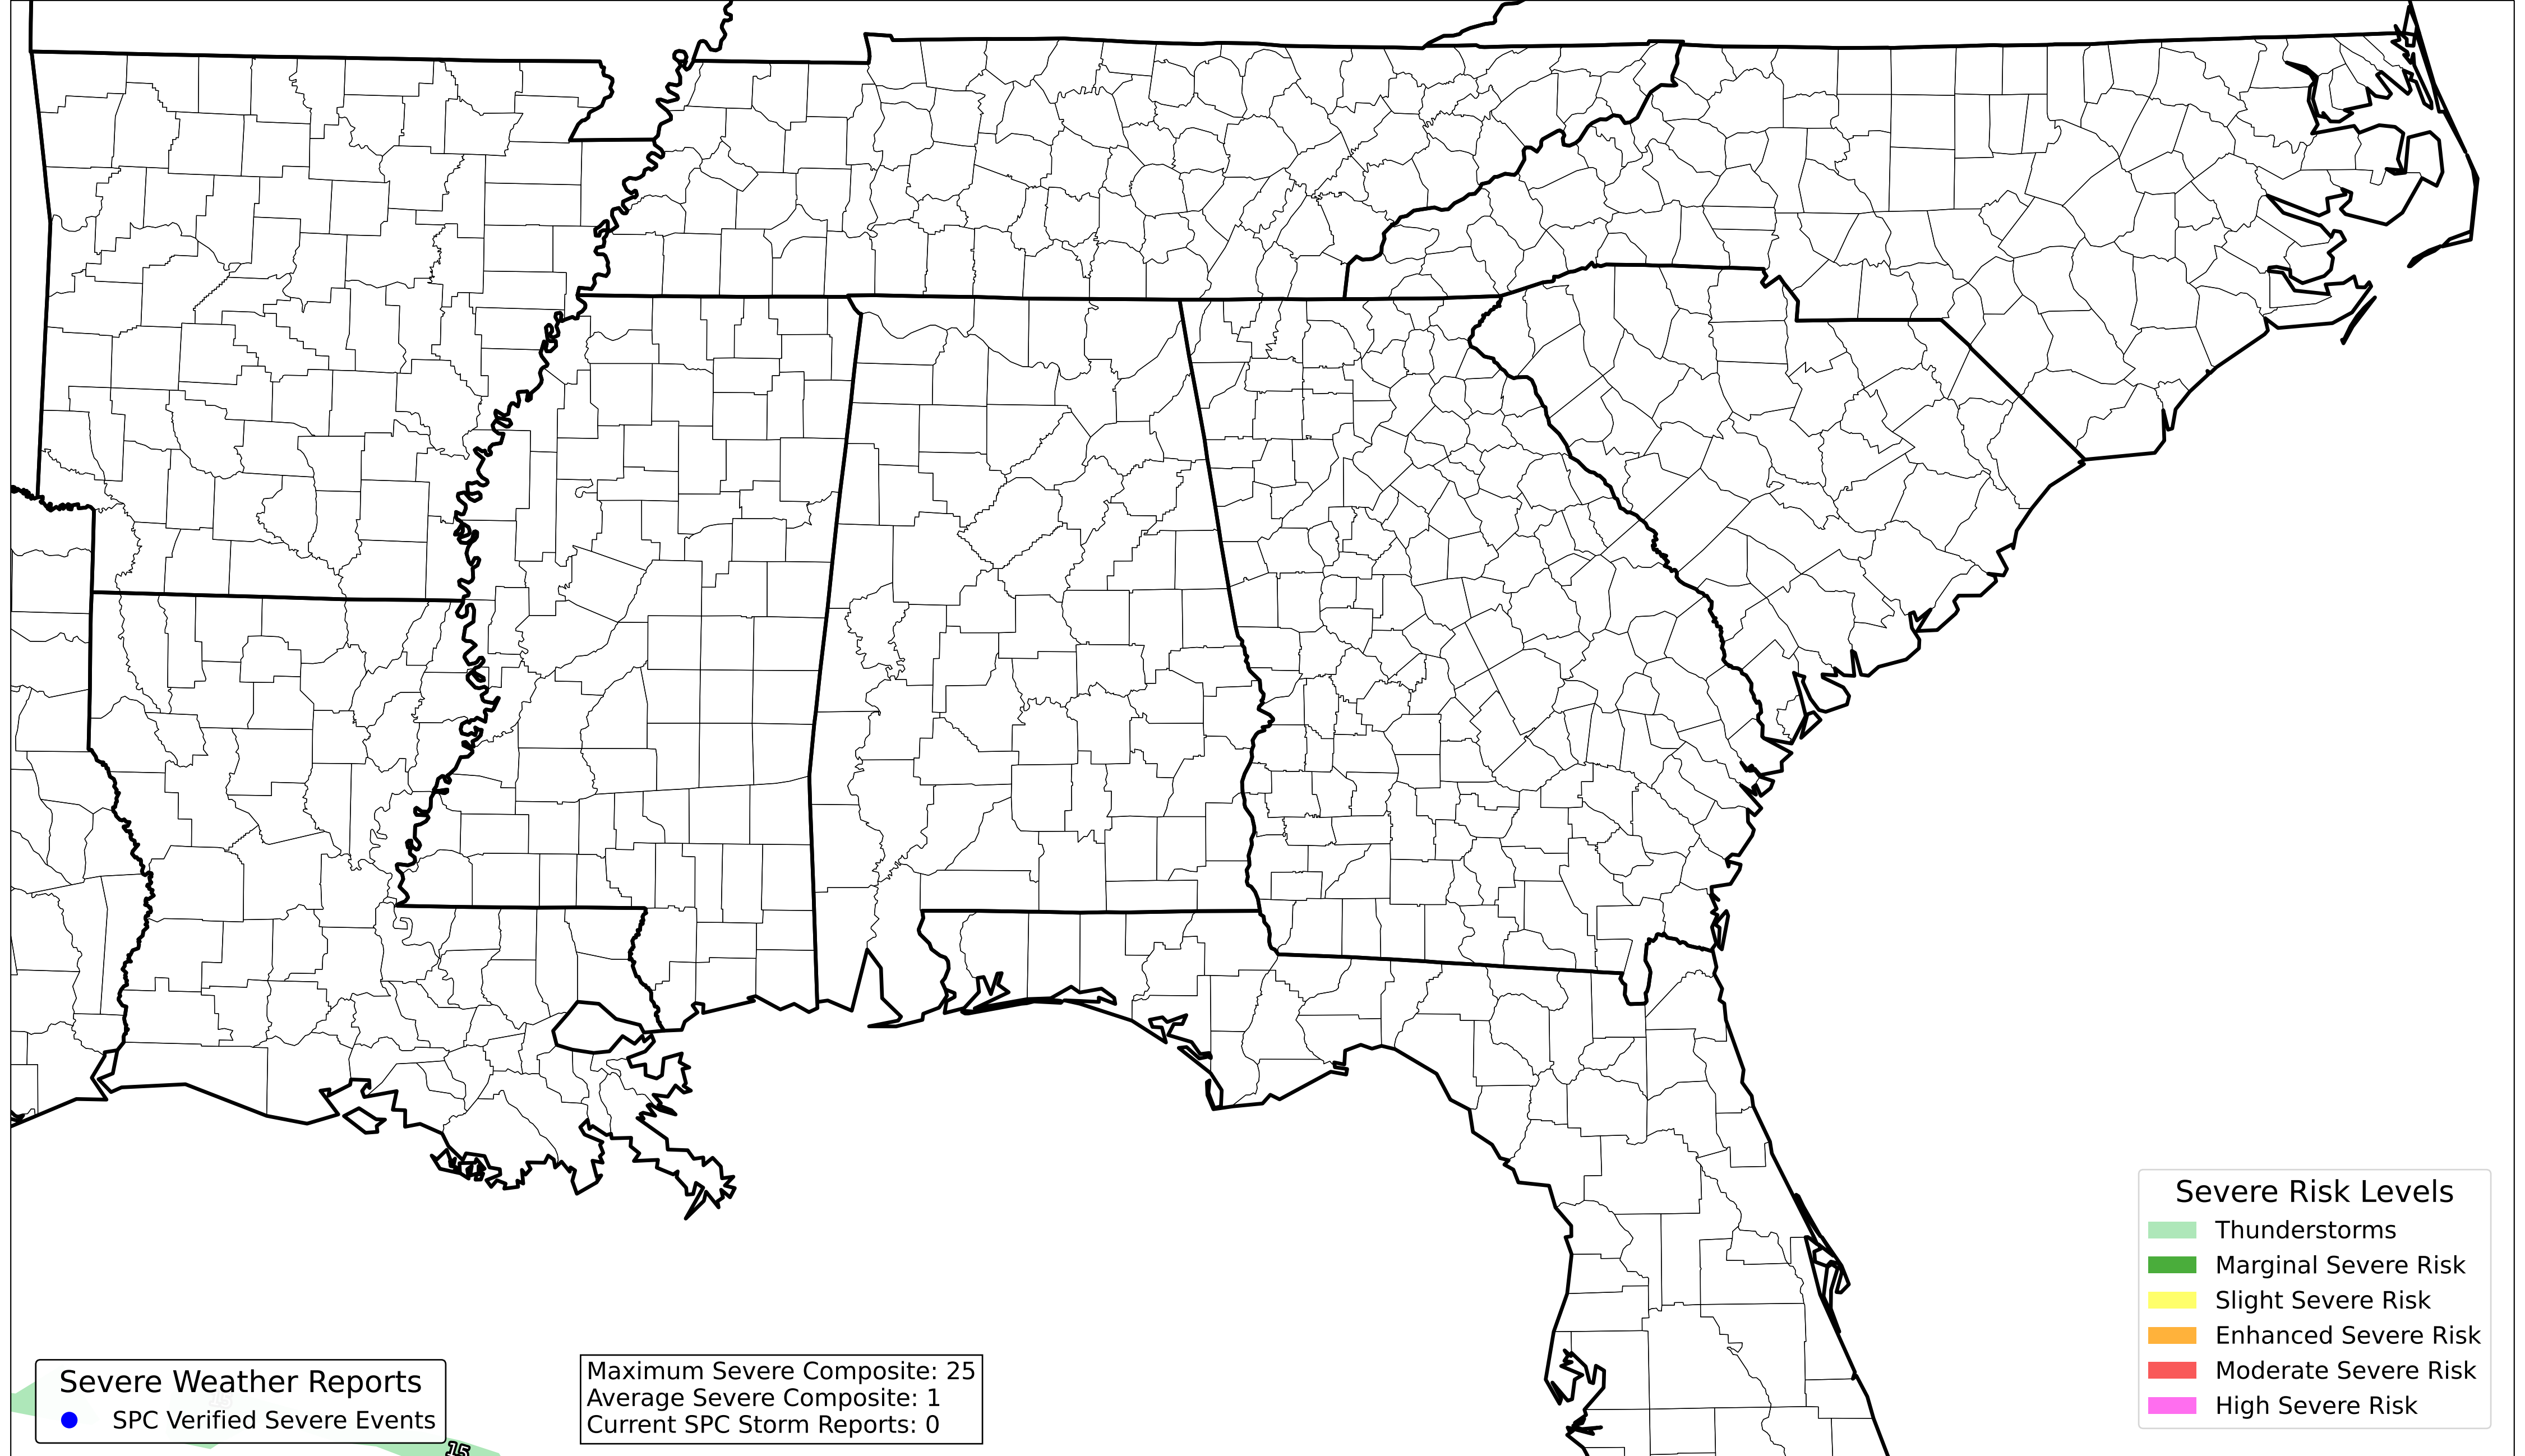 Severe Risk Levels
Thunderstorms
Marginal Severe Risk
Slight Severe Risk
Enhanced Severe Risk
Moderate Severe Risk
High Severe Risk
Maximum Severe Composite: 25
Average Severe Composite: 1
Current SPC Storm Reports: 0
Severe Weather Reports
SPC Verified Severe Events
15